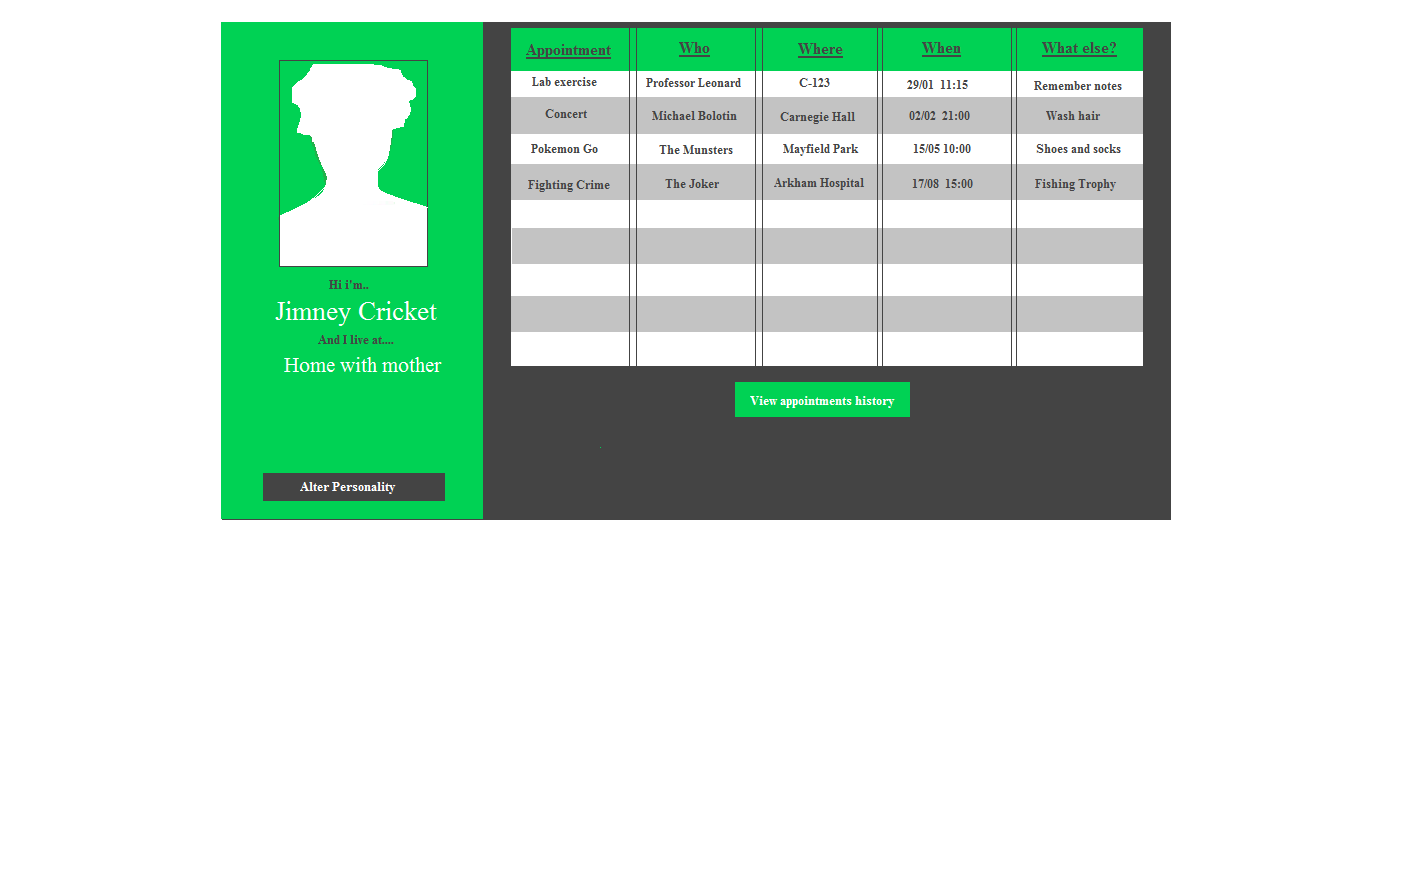 Hi i'm..
Jimney Cricket
And I live at....
Home with mother
Alter Personality
Appointment Who Where When What else?
Lab exercise Professor Leonard C-123 29/01 11:15 Remember notes
Concert Michael Bolotin Carnegie Hall 02/02 21:00 Wash hair
Pokemon Go The Munsters Mayfield Park 15/05 10:00 Shoes and socks
Fighting Crime The Joker Arkham Hospital 17/08 15:00 Fishing Trophy
View appointments history